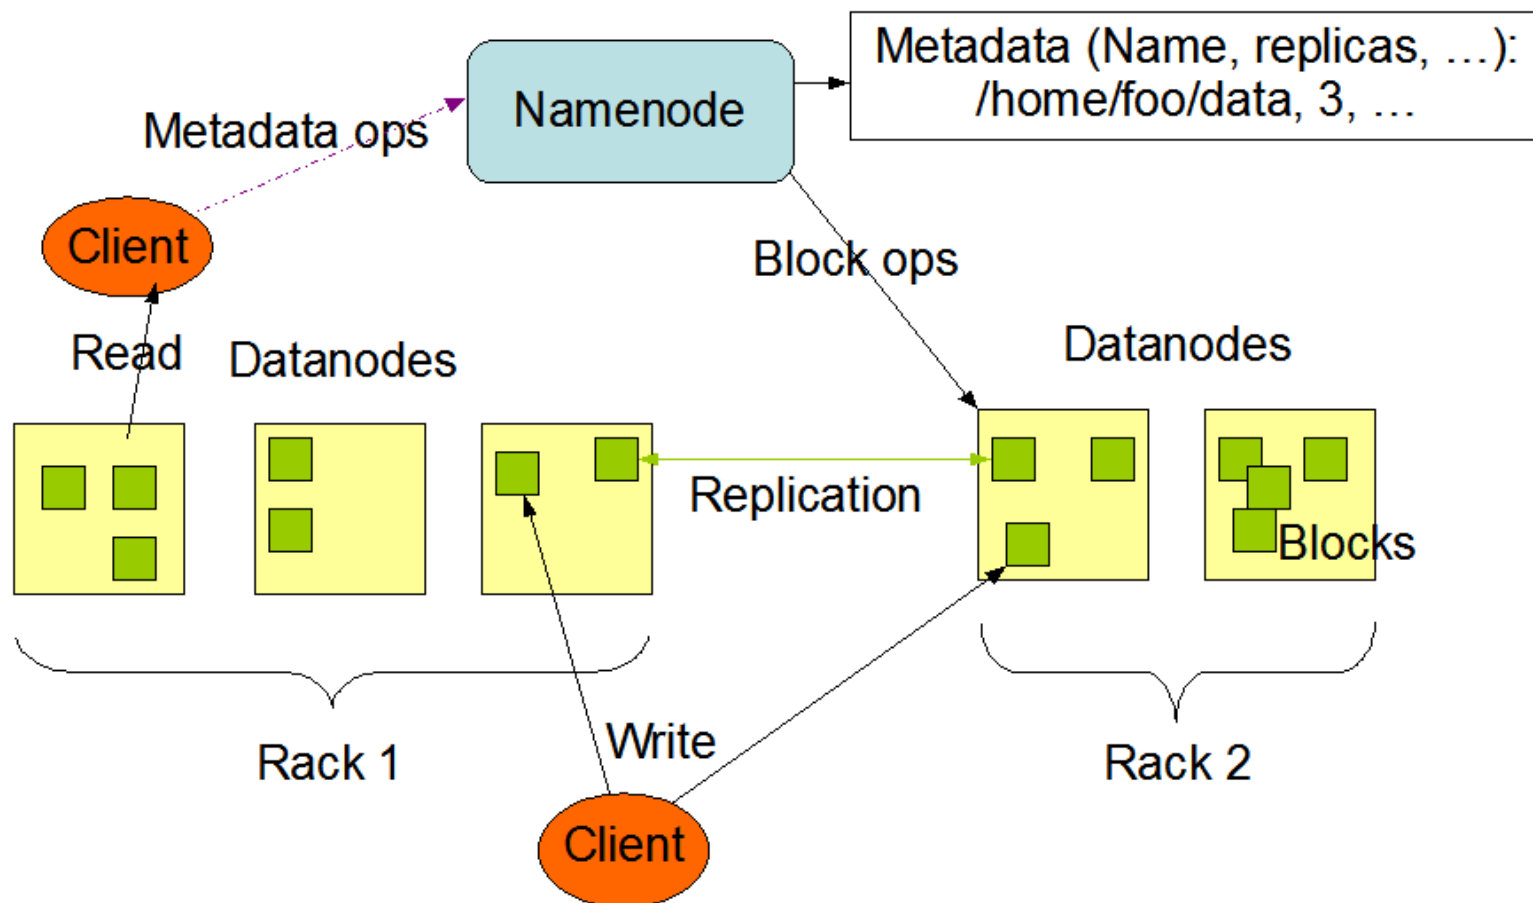 Metadata (Name, replicas, …):
/home/foo/data, 3, …
Namenode
Metadata ops
Client
Block ops
Read
Datanodes
Datanodes
Replication
Blocks
Rack 1
Write
Rack 2
Client